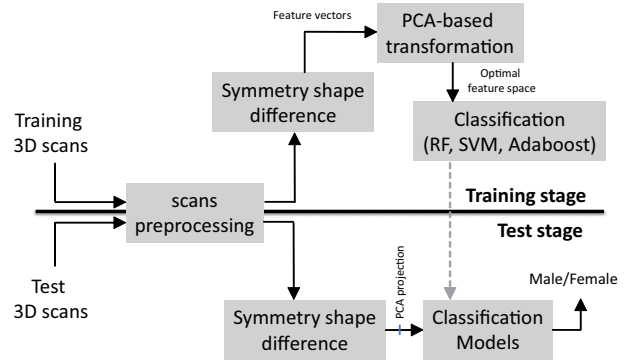 Feature vectors
PCA-based
transformation
Optimal
feature space
Symmetry shape
difference
Classification
(RF, SVM, Adaboost)
Training
3D scans
scans
preprocessing
Training stage
Test stage
Test
3D scans
Symmetry shape
difference
PCA projection
Classification
Models
Male/Female